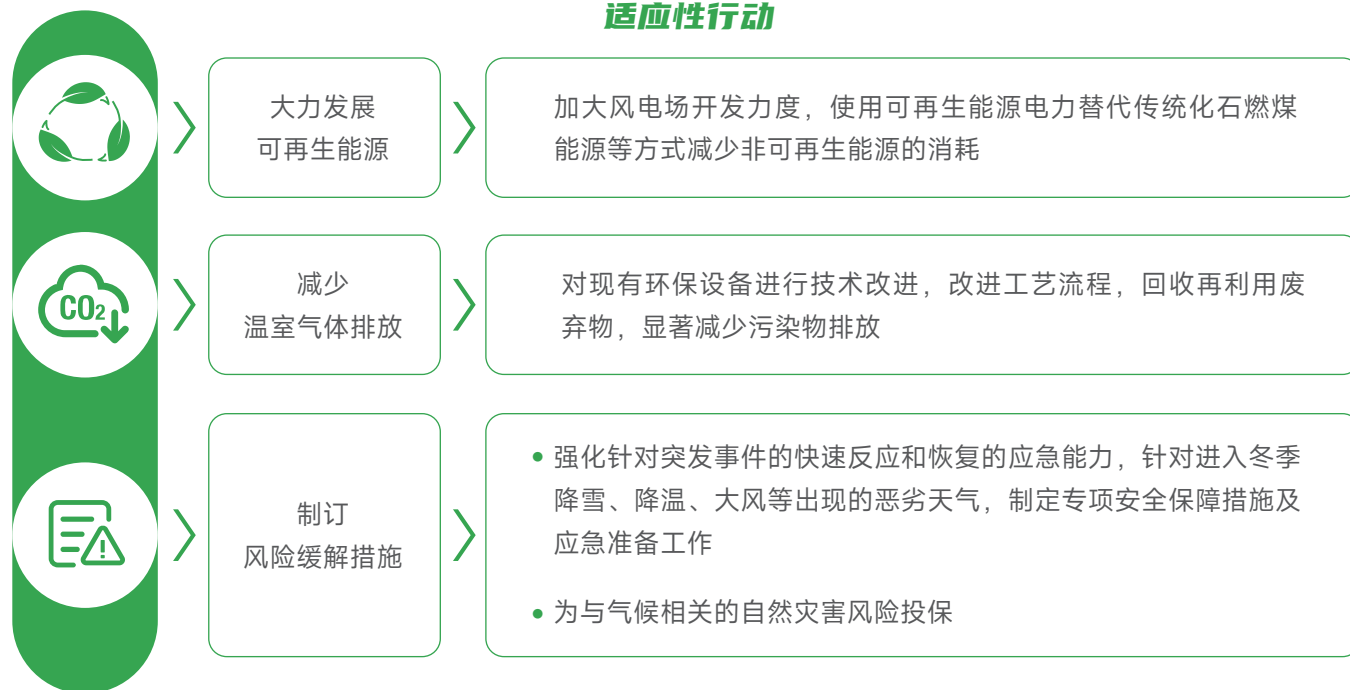 适应性行动
大力发展
可再生能源
加大风电场开发力度，使用可再生能源电力替代传统化石燃煤
能源等方式减少非可再生能源的消耗
CO₂
减少
温室气体排放
对现有环保设备进行技术改进，改进工艺流程，回收再利用废
弃物，显著减少污染物排放
制订
风险缓解措施
• 强化针对突发事件的快速反应和恢复的应急能力，针对进入冬季
降雪、降温、大风等出现的恶劣天气，制定专项安全保障措施及
应急准备工作
• 为与气候相关的自然灾害风险投保